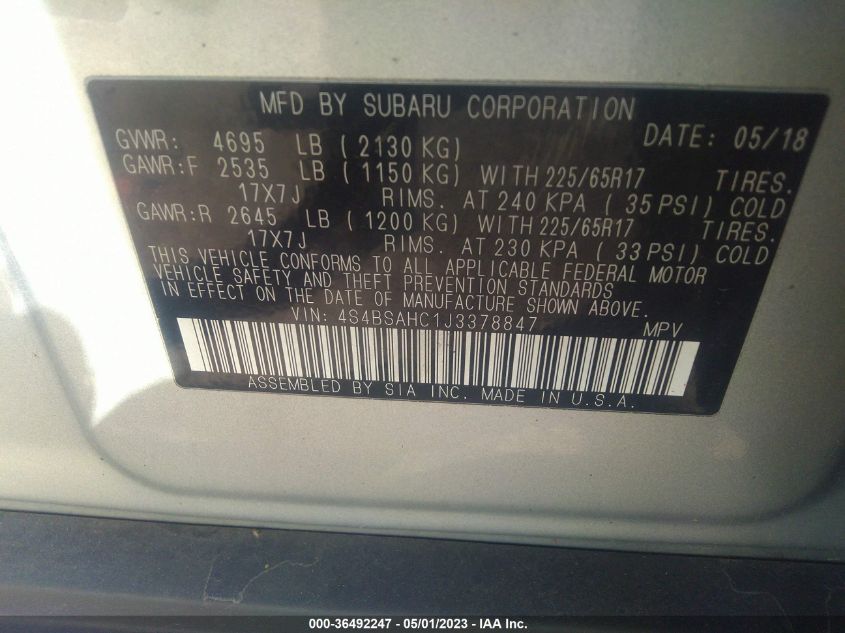 MFD BY SUBARU CORPORATION
GVWR: 4695 LB ( 2130 KG) DATE: 05/18
GAWR:F 2535 LB ( 1150 KG) WITH 225/65R17 TIRES.
17X7J RIMS. AT 240 KPA ( 35 PSI) COLD
GAWR:R 2645 LB ( 1200 KG) WITH 225/65R17 TIRES.
17X7J RIMS. AT 230 KPA ( 33 PSI) COLD
THIS VEHICLE CONFORMS TO ALL APPLICABLE FEDERAL MOTOR
VEHICLE SAFETY AND THEFT PREVENTION STANDARDS
IN EFFECT ON THE DATE OF MANUFACTURE SHOWN ABOVE.
VIN: 4S4BSAHC1J3378847 MPV
ASSEMBLED BY SIA INC. MADE IN U.S.A.
000-36492247 - 05/01/2023 - IAA Inc.